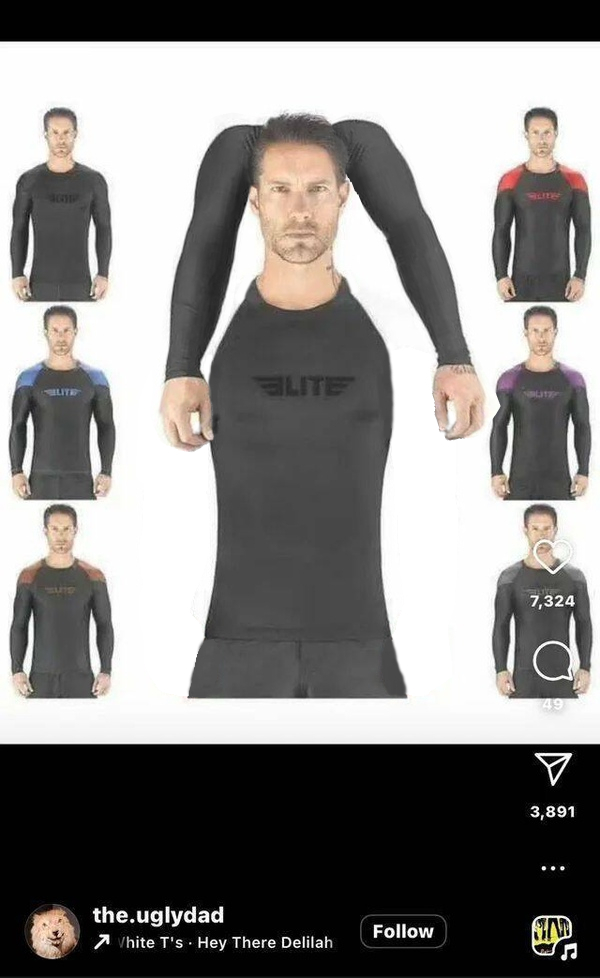 ELITE
ELITE
ELITE
ELITE
ELITE
ELITE
7,324
49
3,891
the.uglydad
hite T's · Hey There Delilah
Follow